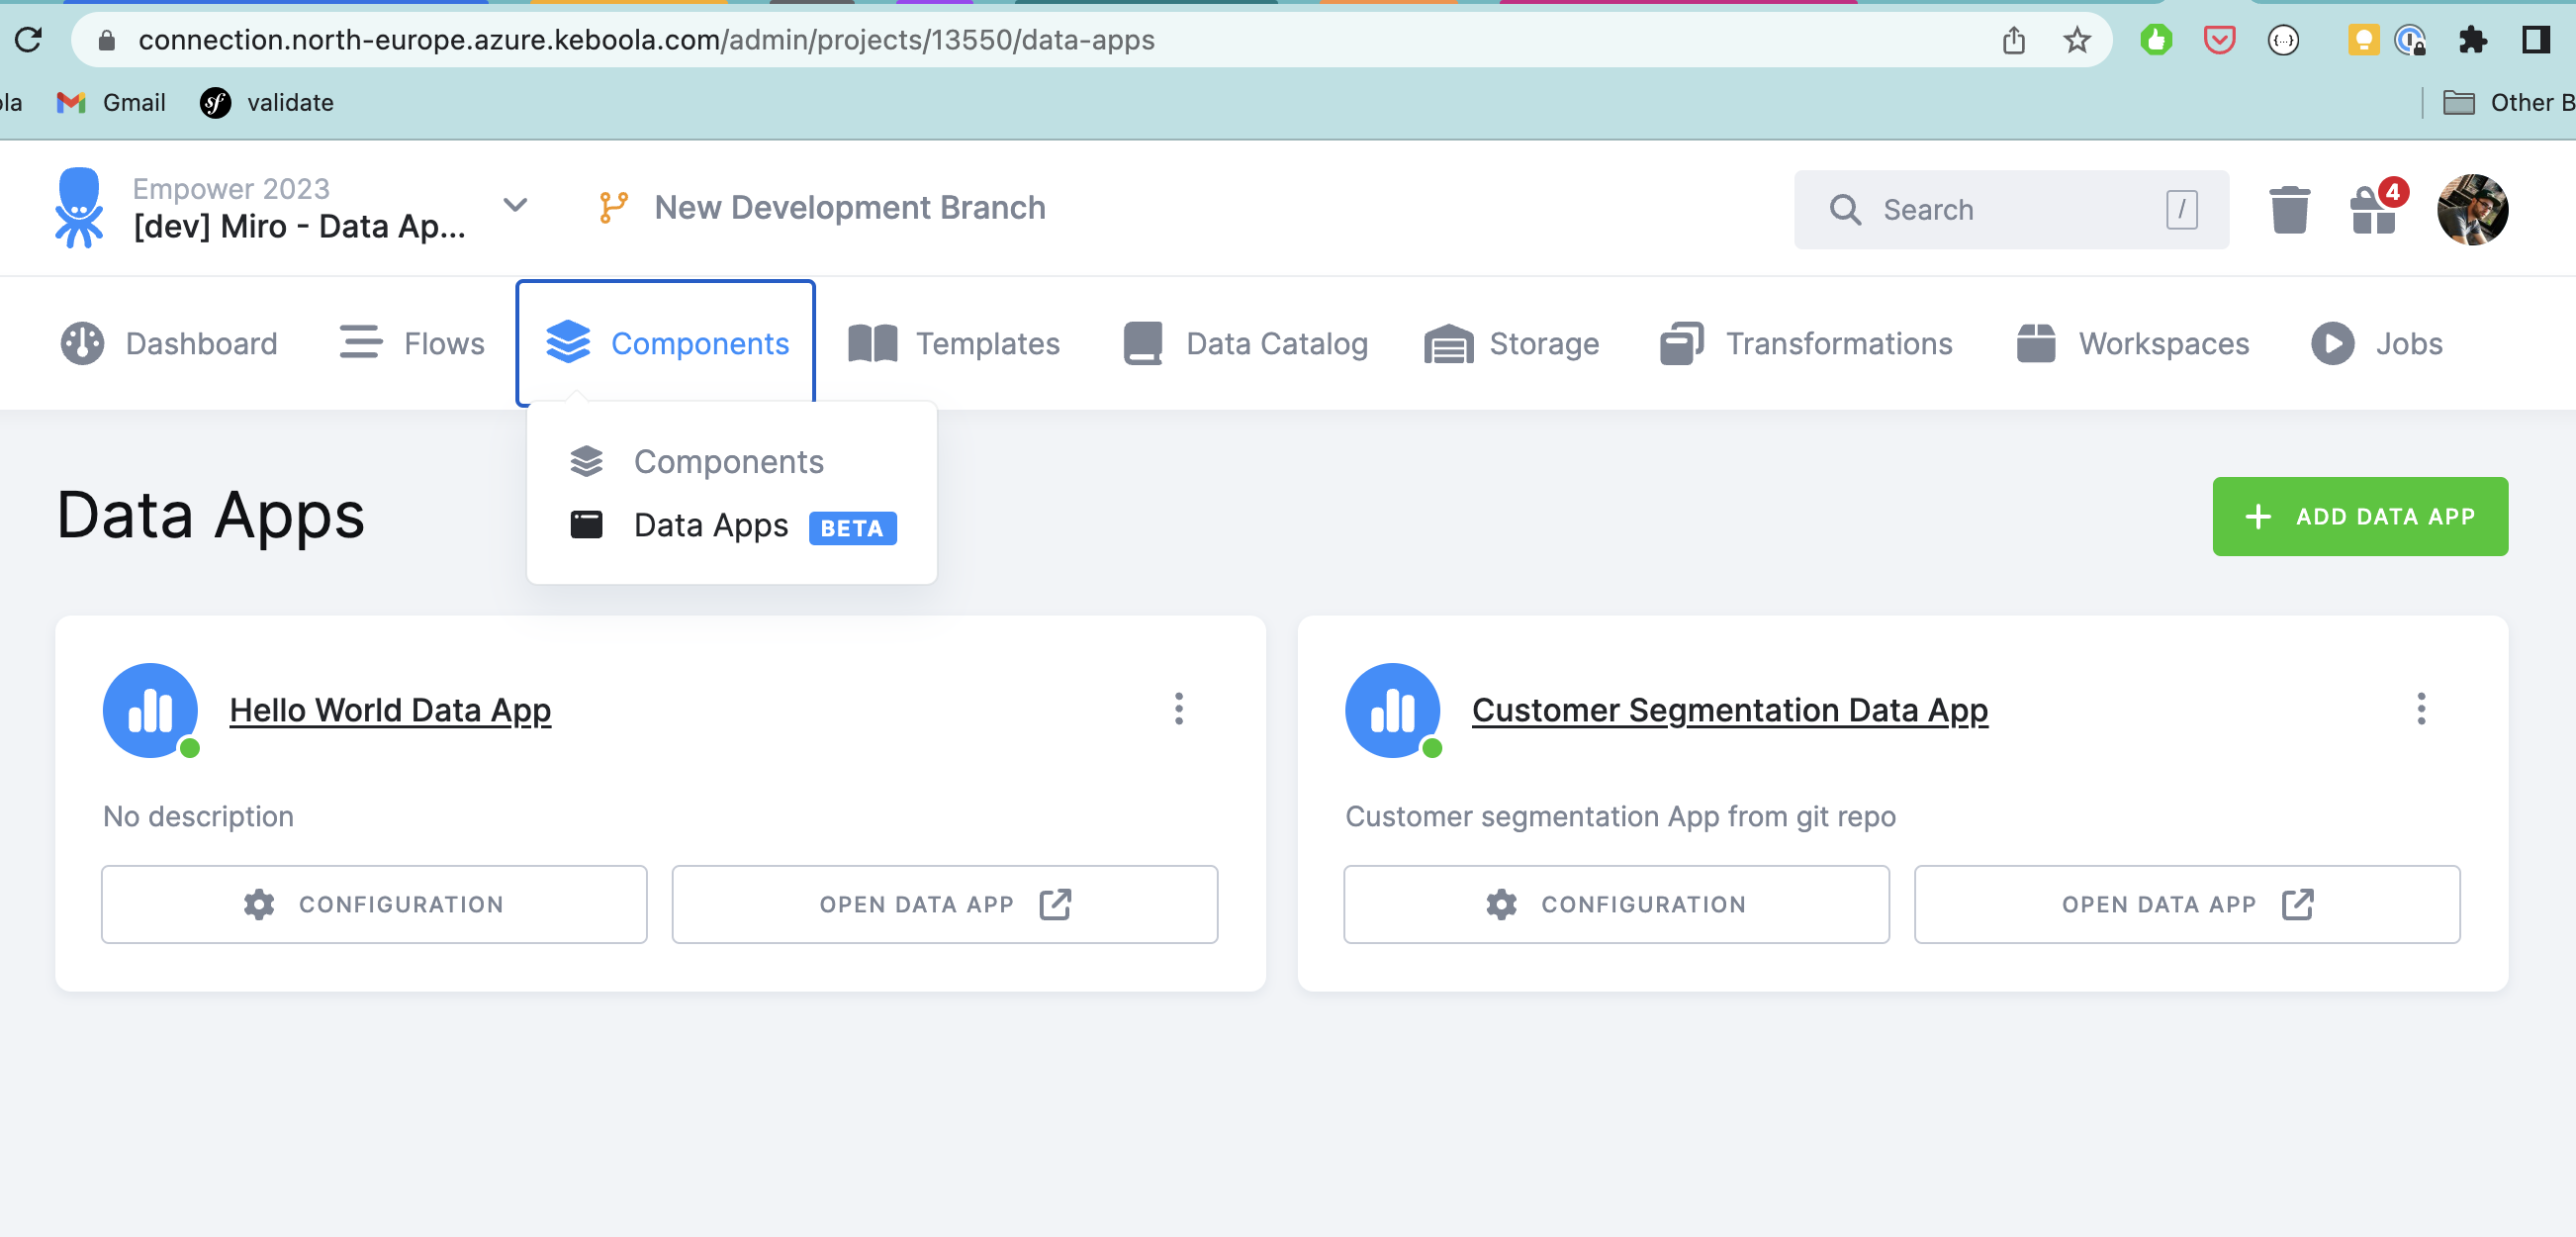 connection.north-europe.azure.keboola.com/admin/projects/13550/data-apps
ola Gmail sf validate Other B
Empower 2023
[dev] Miro - Data Ap...
New Development Branch
Search /
4
Dashboard Flows Components Templates Data Catalog Storage Transformations Workspaces Jobs
Components
Data Apps BETA
Data Apps
+ ADD DATA APP
Hello World Data App
No description
CONFIGURATION OPEN DATA APP
Customer Segmentation Data App
Customer segmentation App from git repo
CONFIGURATION OPEN DATA APP